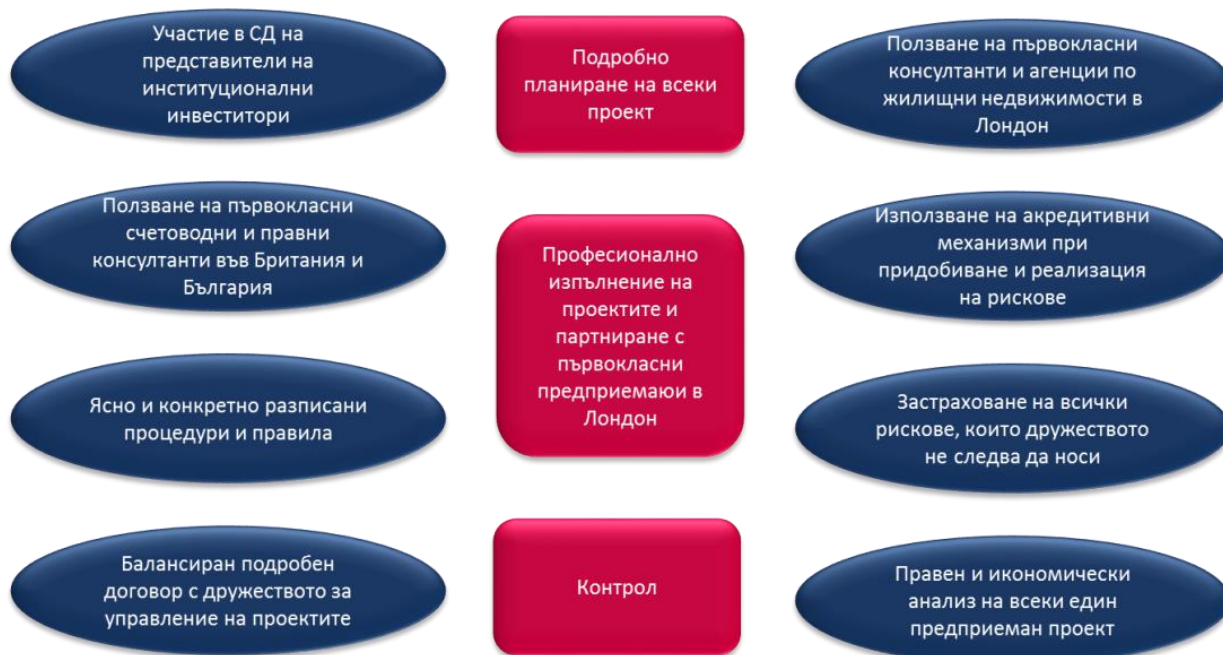 Участие в СД на
представители на
институционални
инвеститори
Подробно
планиране на всеки
проект
Ползване на първокласни
консултанти и агенции по
жилищни недвижимости в
Лондон
Ползване на първокласни
счетоводни и правни
консултанти във Британия и
България
Професионално
изпълнение на
проектите и
партниране с
първокласни
предприемаюи в
Лондон
Използване на акредитивни
механизми при
придобиване и реализация
на рискове
Ясно и конкретно разписани
процедури и правила
Застраховане на всички
рискове, които дружеството
не следва да носи
Балансиран подробен
договор с дружеството за
управление на проектите
Контрол
Правен и икономически
анализ на всеки един
предприеман проект